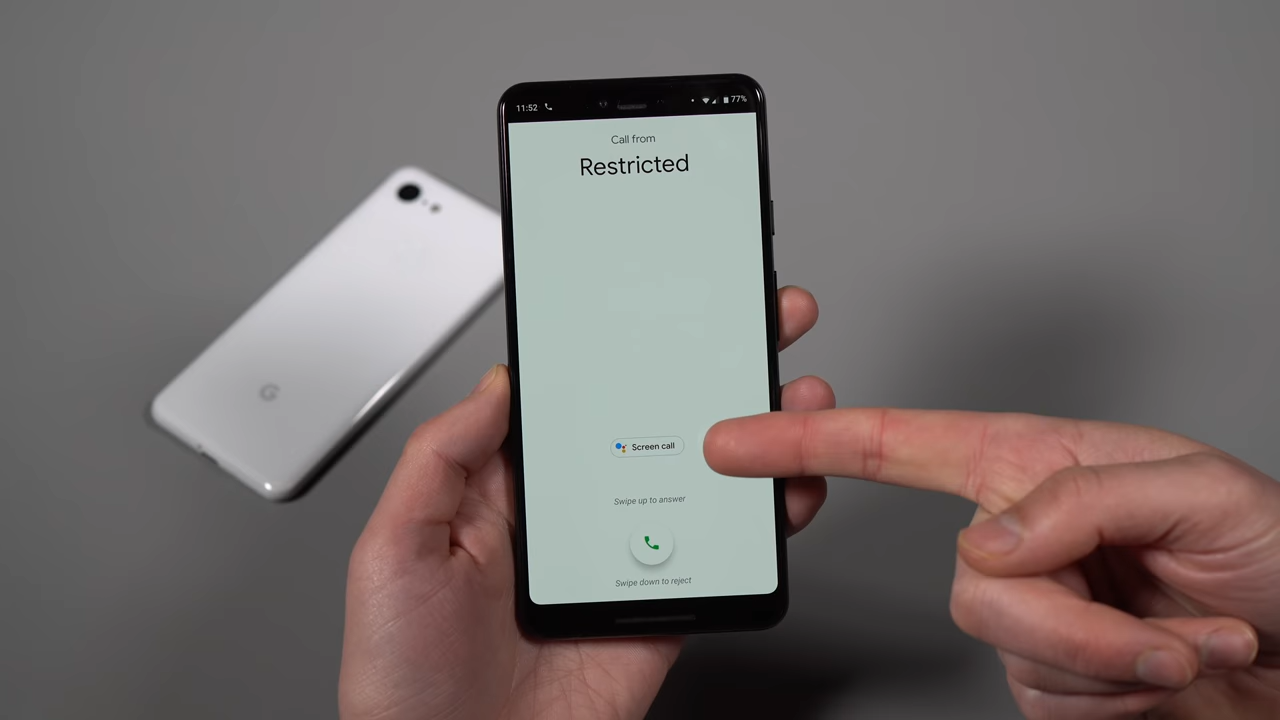 11:52
77%
Call from
Restricted
Screen call
Swipe up to answer
Swipe down to reject
G